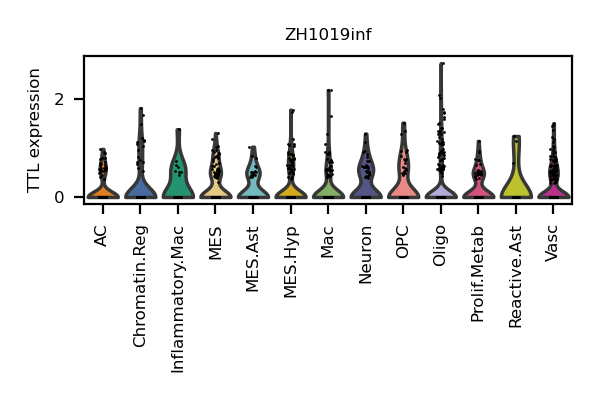 ZH1019inf
TTL expression
2
0
AC
Chromatin.Reg
Inflammatory.Mac
MES
MES.Ast
MES.Hyp
Mac
Neuron
OPC
Oligo
Prolif.Metab
Reactive.Ast
Vasc